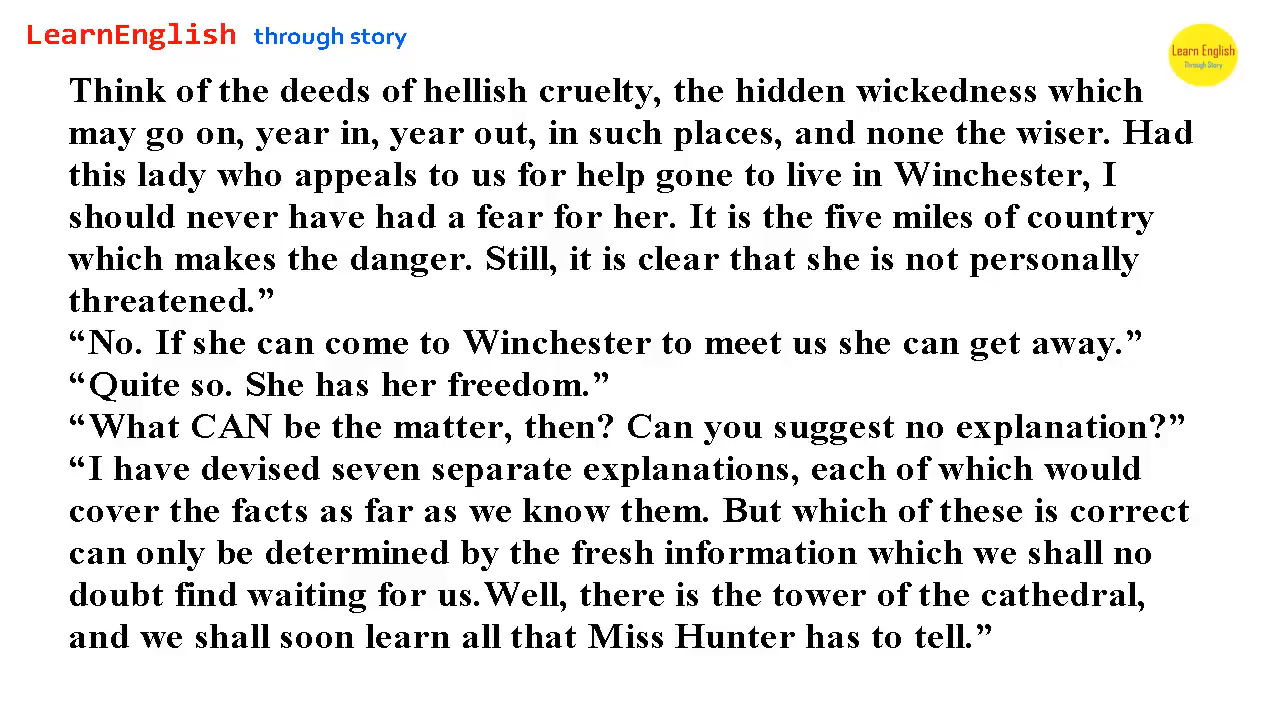 LearnEnglish through story
Learn English
Through Story
Think of the deeds of hellish cruelty, the hidden wickedness which
may go on, year in, year out, in such places, and none the wiser. Had
this lady who appeals to us for help gone to live in Winchester, I
should never have had a fear for her. It is the five miles of country
which makes the danger. Still, it is clear that she is not personally
threatened.”
“No. If she can come to Winchester to meet us she can get away.”
“Quite so. She has her freedom.”
“What CAN be the matter, then? Can you suggest no explanation?”
“I have devised seven separate explanations, each of which would
cover the facts as far as we know them. But which of these is correct
can only be determined by the fresh information which we shall no
doubt find waiting for us.Well, there is the tower of the cathedral,
and we shall soon learn all that Miss Hunter has to tell.”